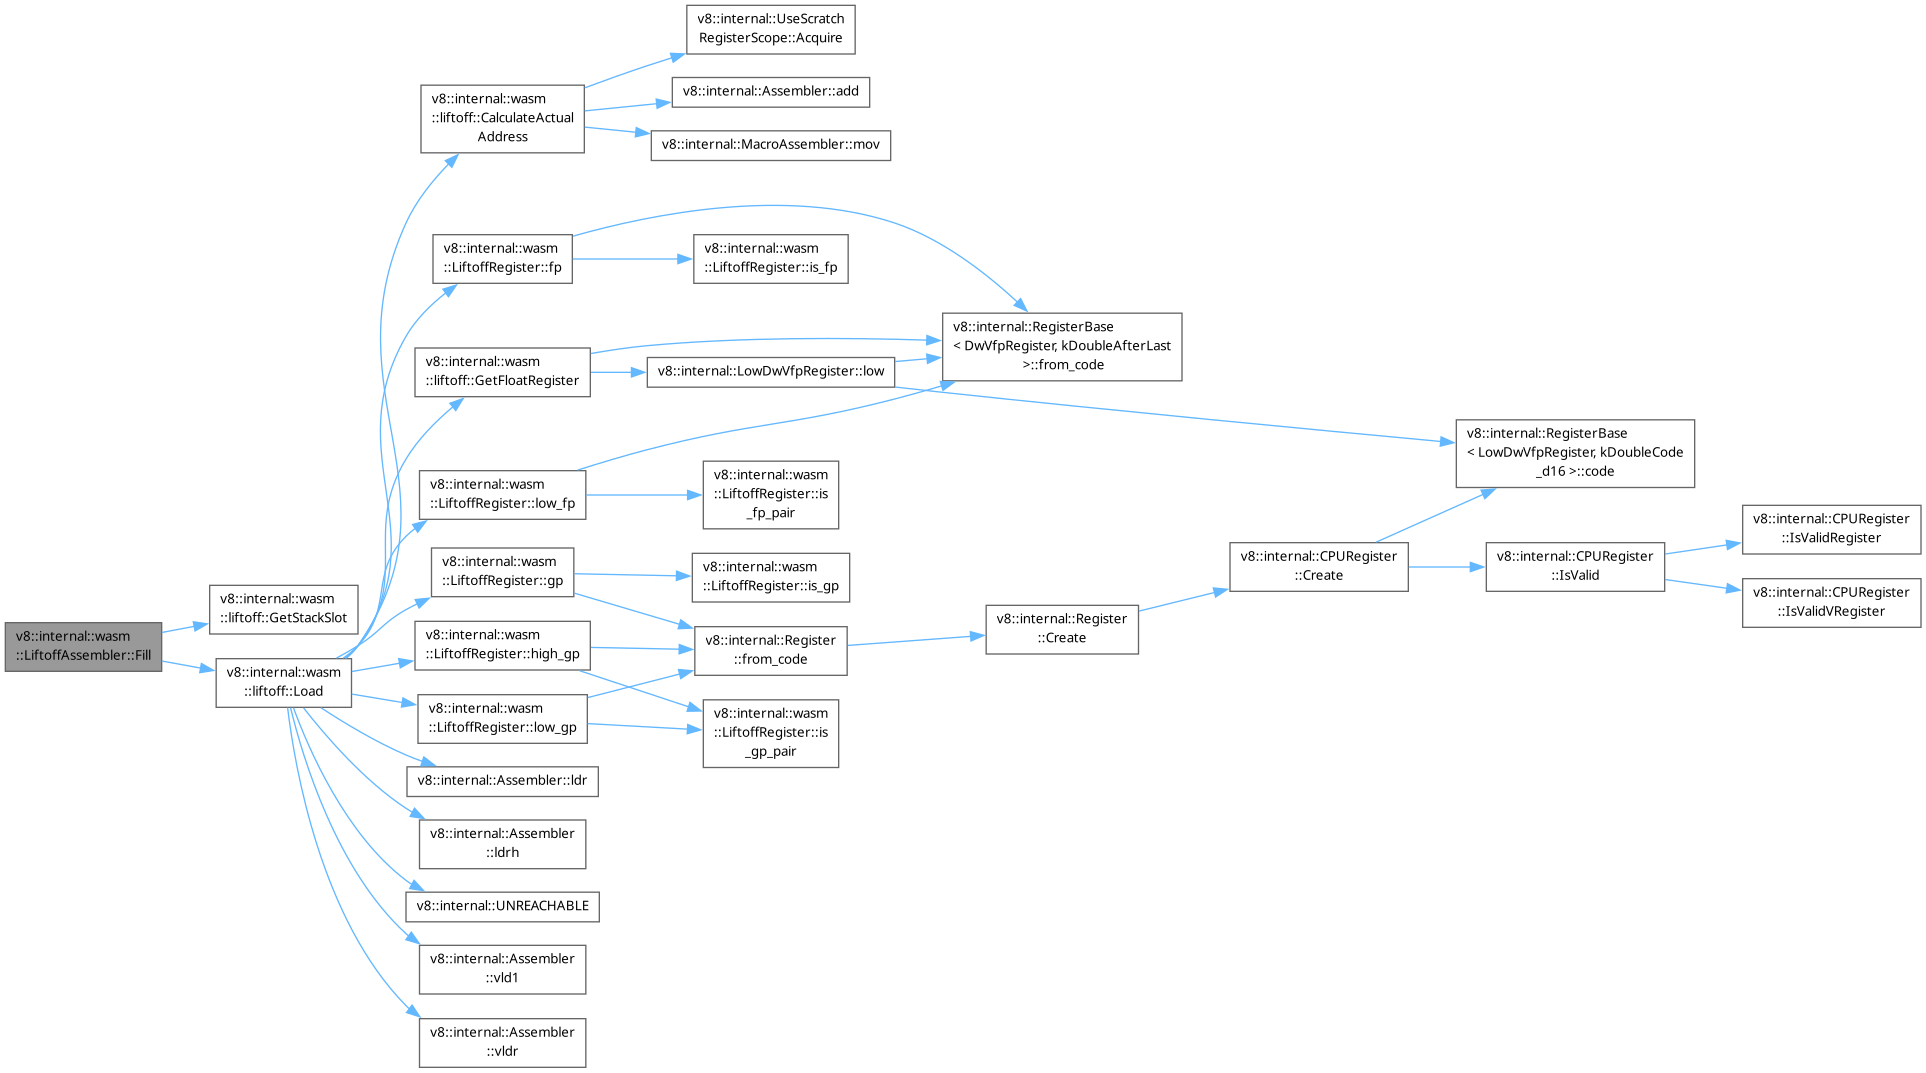 v8::internal::UseScratch
RegisterScope::Acquire
v8::internal::wasm
::liftoff::CalculateActual
Address
v8::internal::Assembler::add
v8::internal::MacroAssembler::mov
v8::internal::wasm
::LiftoffRegister::fp
v8::internal::wasm
::LiftoffRegister::is_fp
v8::internal::RegisterBase
< DwVfpRegister, kDoubleAfterLast
>::from_code
v8::internal::wasm
::liftoff::GetFloatRegister
v8::internal::LowDwVfpRegister::low
v8::internal::RegisterBase
< LowDwVfpRegister, kDoubleCode
_d16 >::code
v8::internal::wasm
::LiftoffRegister::low_fp
v8::internal::wasm
::LiftoffRegister::is
_fp_pair
v8::internal::CPURegister
::IsValidRegister
v8::internal::wasm
::LiftoffRegister::gp
v8::internal::wasm
::LiftoffRegister::is_gp
v8::internal::CPURegister
::Create
v8::internal::CPURegister
::IsValid
v8::internal::CPURegister
::IsValidVRegister
v8::internal::wasm
::liftoff::GetStackSlot
v8::internal::wasm
::LiftoffAssembler::Fill
v8::internal::wasm
::liftoff::Load
v8::internal::wasm
::LiftoffRegister::high_gp
v8::internal::Register
::from_code
v8::internal::Register
::Create
v8::internal::wasm
::LiftoffRegister::low_gp
v8::internal::wasm
::LiftoffRegister::is
_gp_pair
v8::internal::Assembler::ldr
v8::internal::Assembler
::ldrh
v8::internal::UNREACHABLE
v8::internal::Assembler
::vld1
v8::internal::Assembler
::vldr